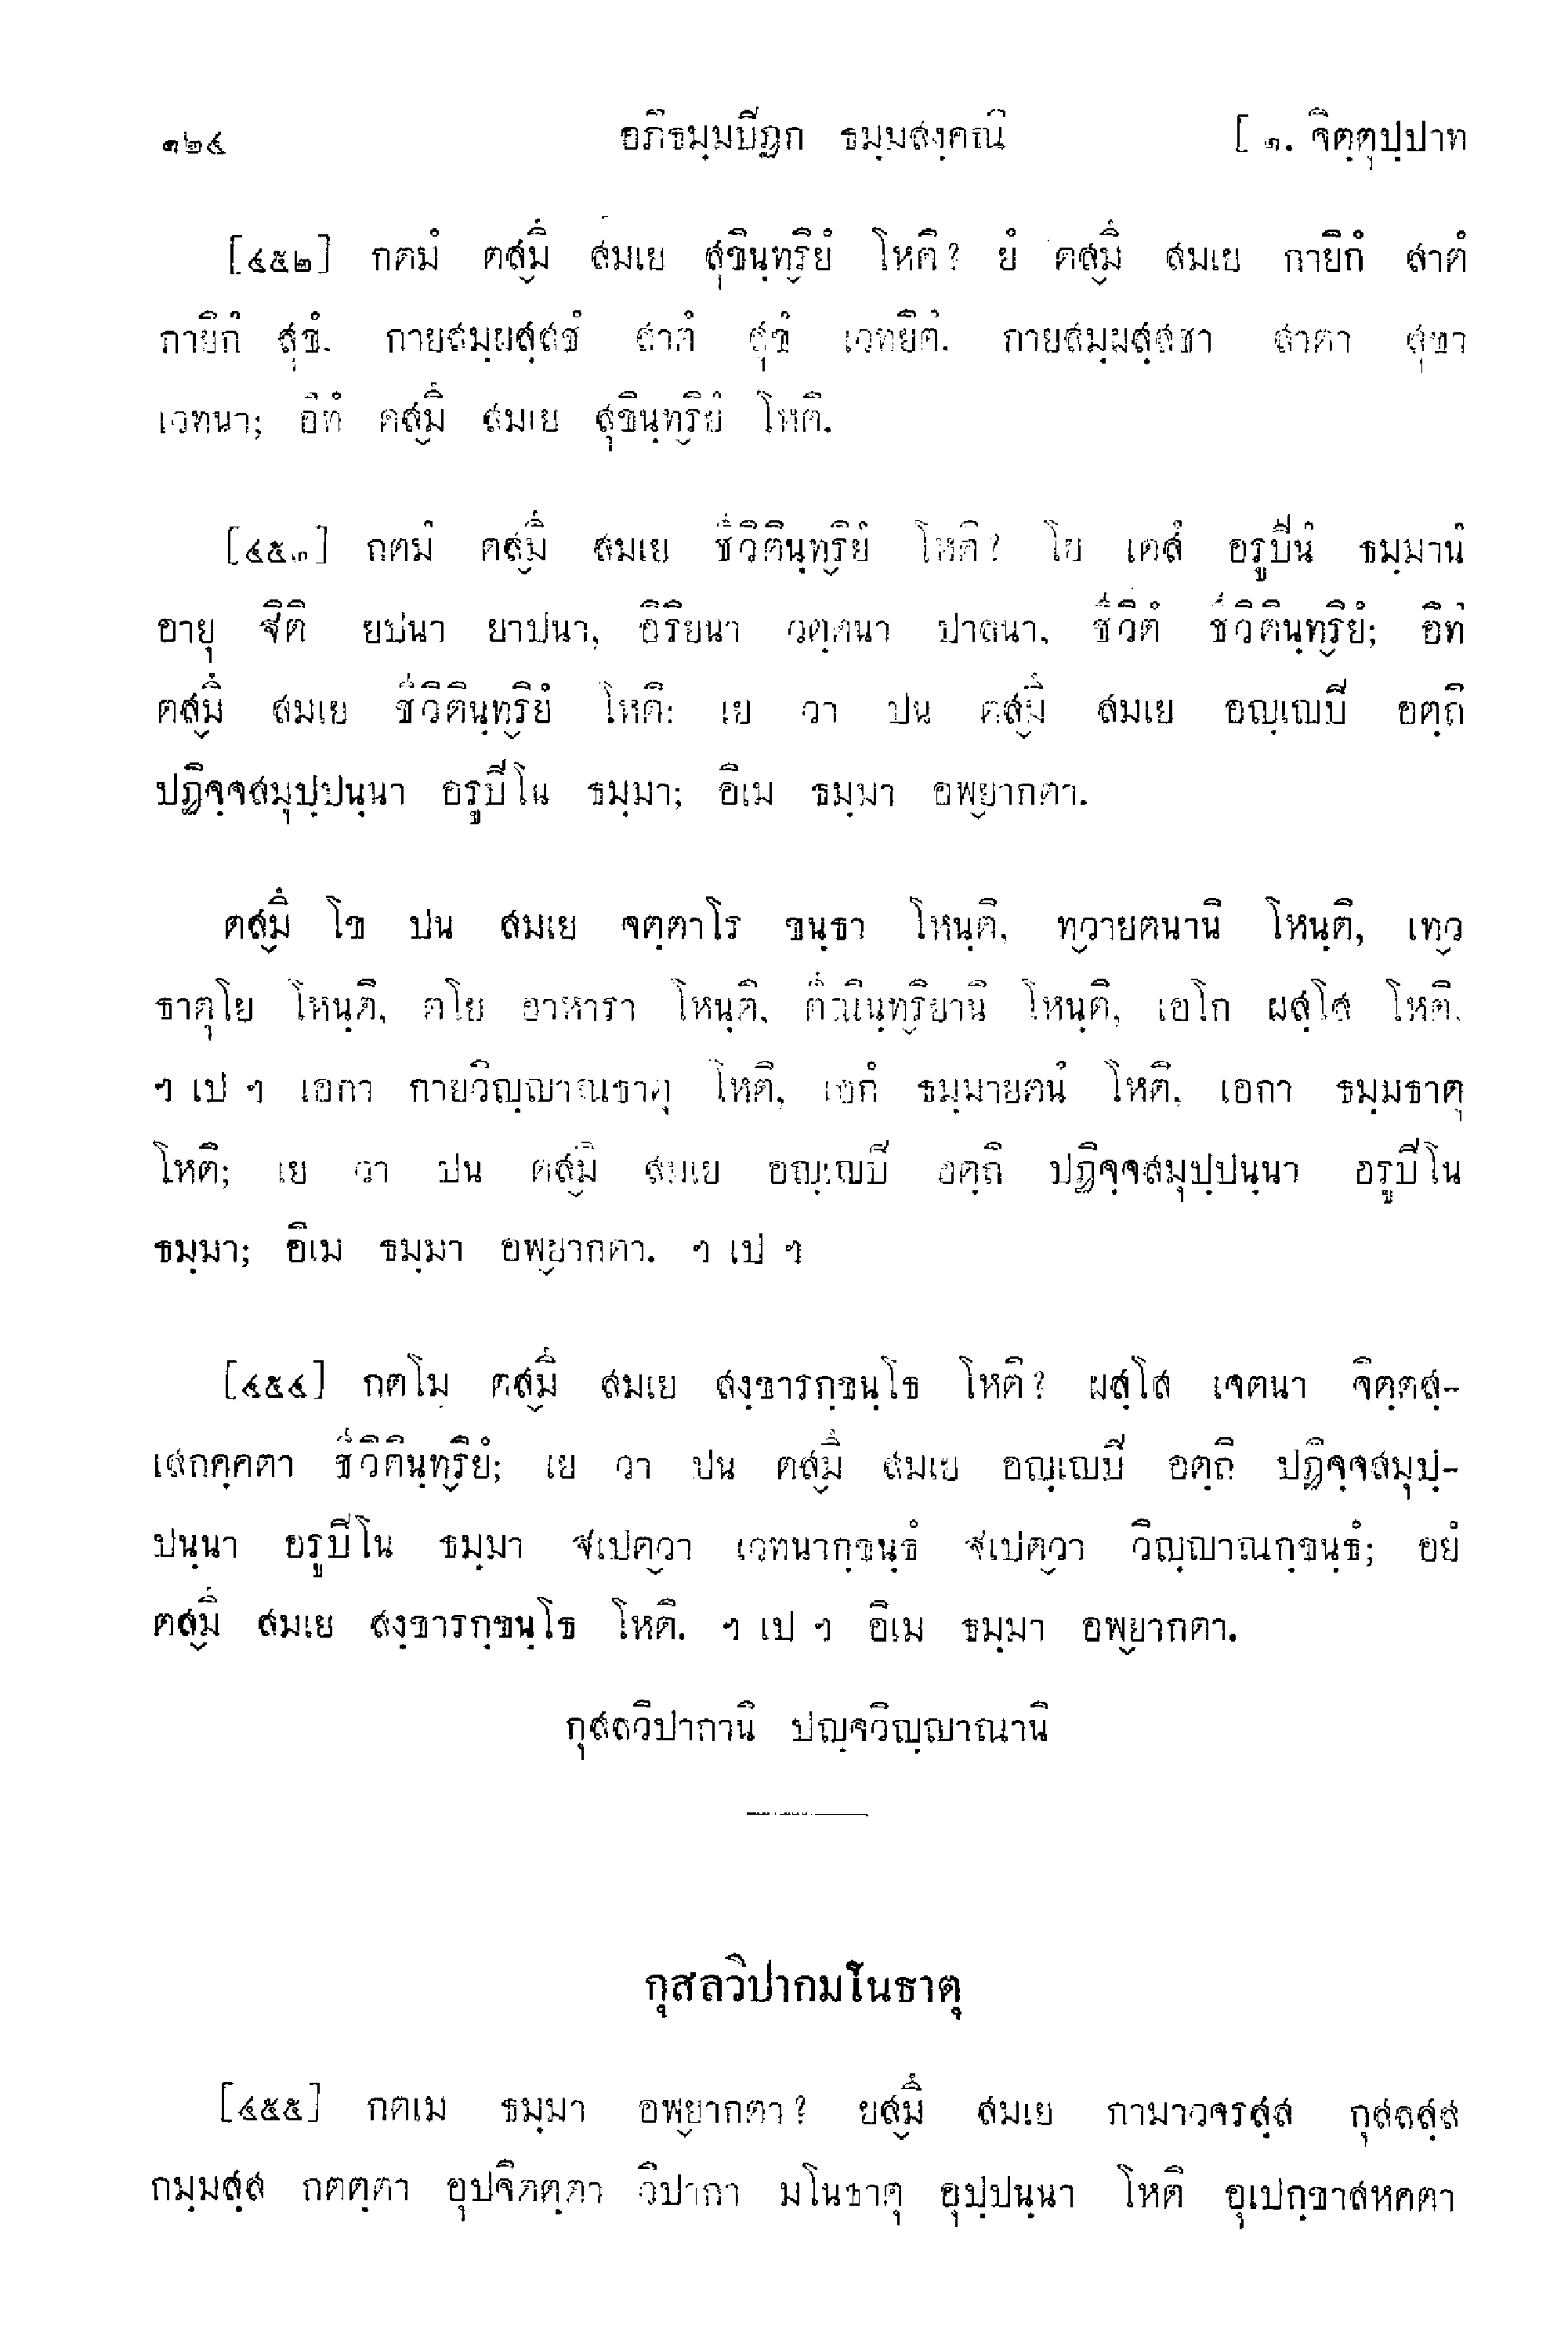 ๑๒๔ อภิธมฺมปิฏก ธมฺมสงฺคณิ [ ๑. จิตฺตุปฺปาท
[๔๕๒] กตมํ ตสฺมึ สมเย สุขินฺทฺริยํ โหติ? ยํ ตสฺมึ สมเย กายิกํ สาตํ
กายิกํ สุขํ. กายสมฺผสฺสชํ สาตํ สุขํ เวทยิตํ. กายสมฺผสฺสชา สาตา สุขา
เวทนา; อิทํ ตสฺมึ สมเย สุขินฺทฺริยํ โหติ.
[๔๕๓] กตมํ ตสฺมึ สมเย ชีวิตินฺทฺริยํ โหติ? โย เตสํ อรูปีนํ ธมฺมานํ
อายุ ฐิติ ยปนา ยาปนา, อิริยนา วตฺตนา ปาลนา, ชีวิตํ ชีวิตินฺทฺริยํ; อิทํ
ตสฺมึ สมเย ชีวิตินฺทฺริยํ โหติ: เย วา ปน ตสฺมึ สมเย อญฺเญปิ อตฺถิ
ปฏิจฺจสมุปฺปนฺนา อรูปิโน ธมฺมา; อิเม ธมฺมา อพฺยากตา.
ตสฺมึ โข ปน สมเย จตฺตาโร ขนฺธา โหนฺติ, ทฺวายตนานิ โหนฺติ, เทฺว
ธาตุโย โหนฺติ, ตโย อาหารา โหนฺติ, ตีณินฺทฺริยานิ โหนฺติ, เอโก ผสฺโส โหติ.
ฯ เป ฯ เอกา กายวิญฺญาณธาตุ โหติ, เอกํ ธมฺมายตนํ โหติ, เอกา ธมฺมธาตุ
โหติ; เย วา ปน ตสฺมึ สมเย อญฺเญปิ อตฺถิ ปฏิจฺจสมุปฺปนฺนา อรูปิโน
ธมฺมา; อิเม ธมฺมา อพฺยากตา. ฯ เป ฯ
[๔๕๔] กตโม ตสฺมึ สมเย สงฺขารกฺขนฺโธ โหติ? ผสฺโส เจตนา จิตฺตสฺ-
เสกคฺคตา ชีวิตินฺทฺริยํ; เย วา ปน ตสฺมึ สมเย อญฺเญปิ อตฺถิ ปฏิจฺจสมุปฺ-
ปนฺนา อรูปิโน ธมฺมา ฐเปตฺวา เวทนากฺขนฺธํ ฐเปตฺวา วิญฺญาณกฺขนฺธํ; อยํ
ตสฺมึ สมเย สงฺขารกฺขนฺโธ โหติ. ฯ เป ฯ อิเม ธมฺมา อพฺยากตา.
กุสลวิปากานิ ปญฺจวิญฺญาณานิ
กุสลวิปากมโนธาตุ
[๔๕๕] กตเม ธมฺมา อพฺยากตา? ยสฺมึ สมเย กามาวจรสฺส กุสลสฺส
กมฺมสฺส กตตฺตา อุปจิตตฺตา วิปากา มโนธาตุ อุปฺปนฺนา โหติ อุเปกฺขาสหคตา